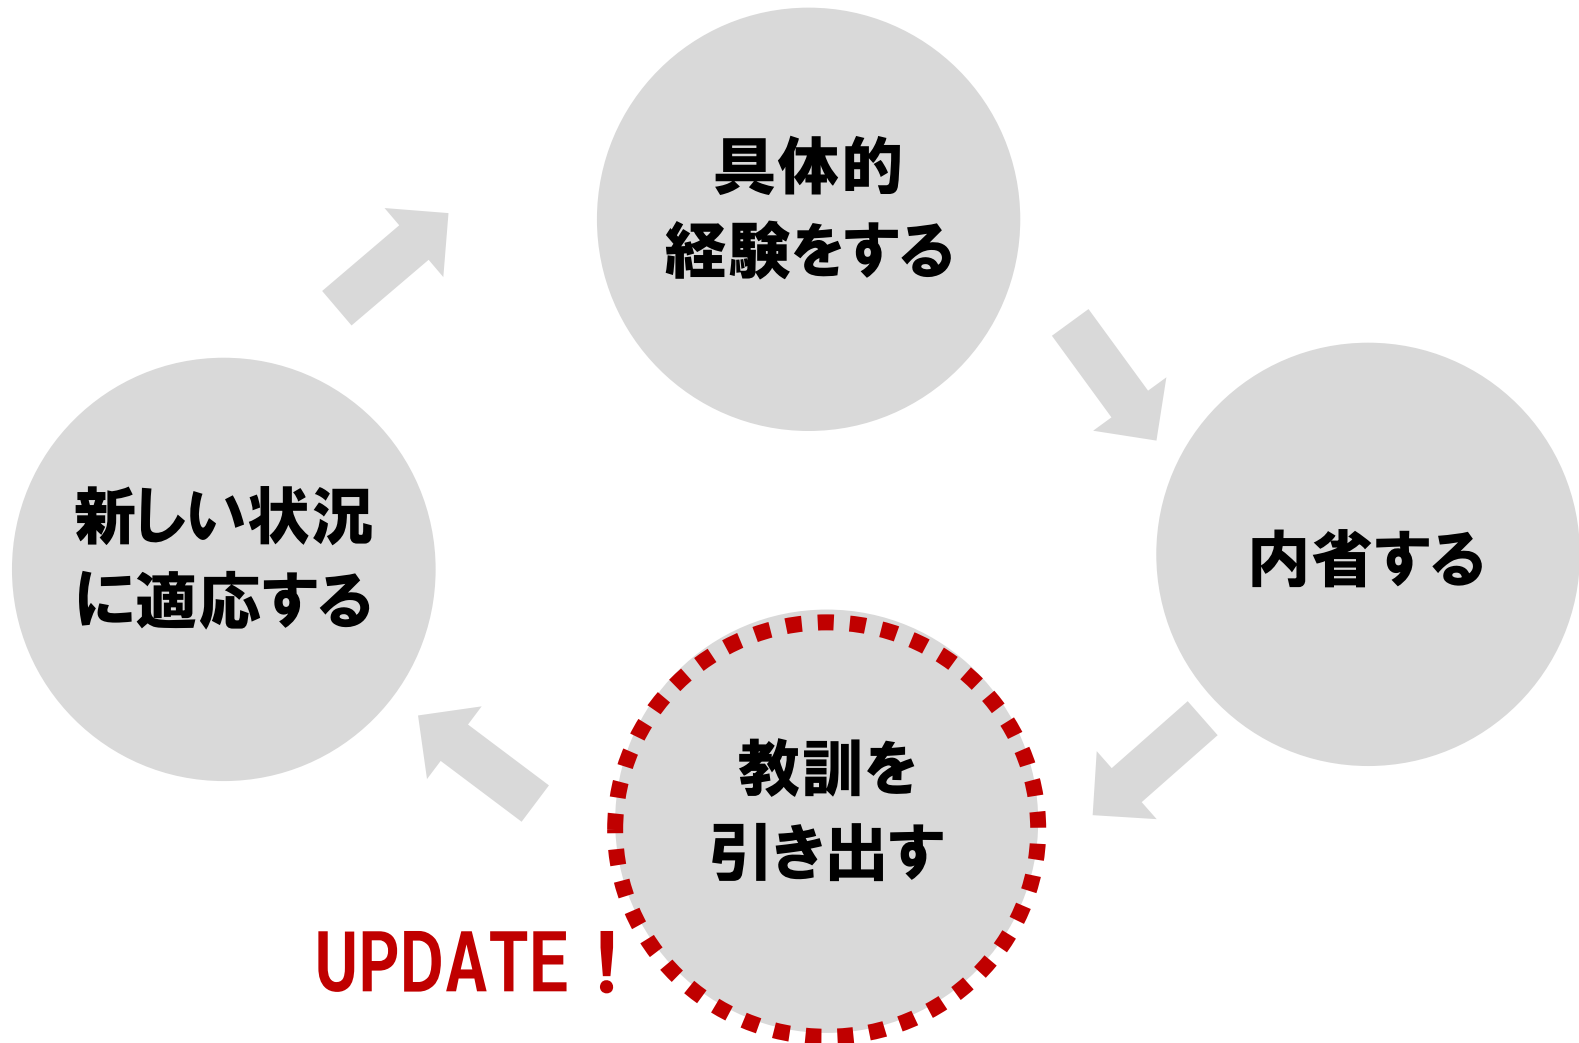 具体的
経験をする
内省する
教訓を
引き出す
UPDATE！
新しい状況
に適応する